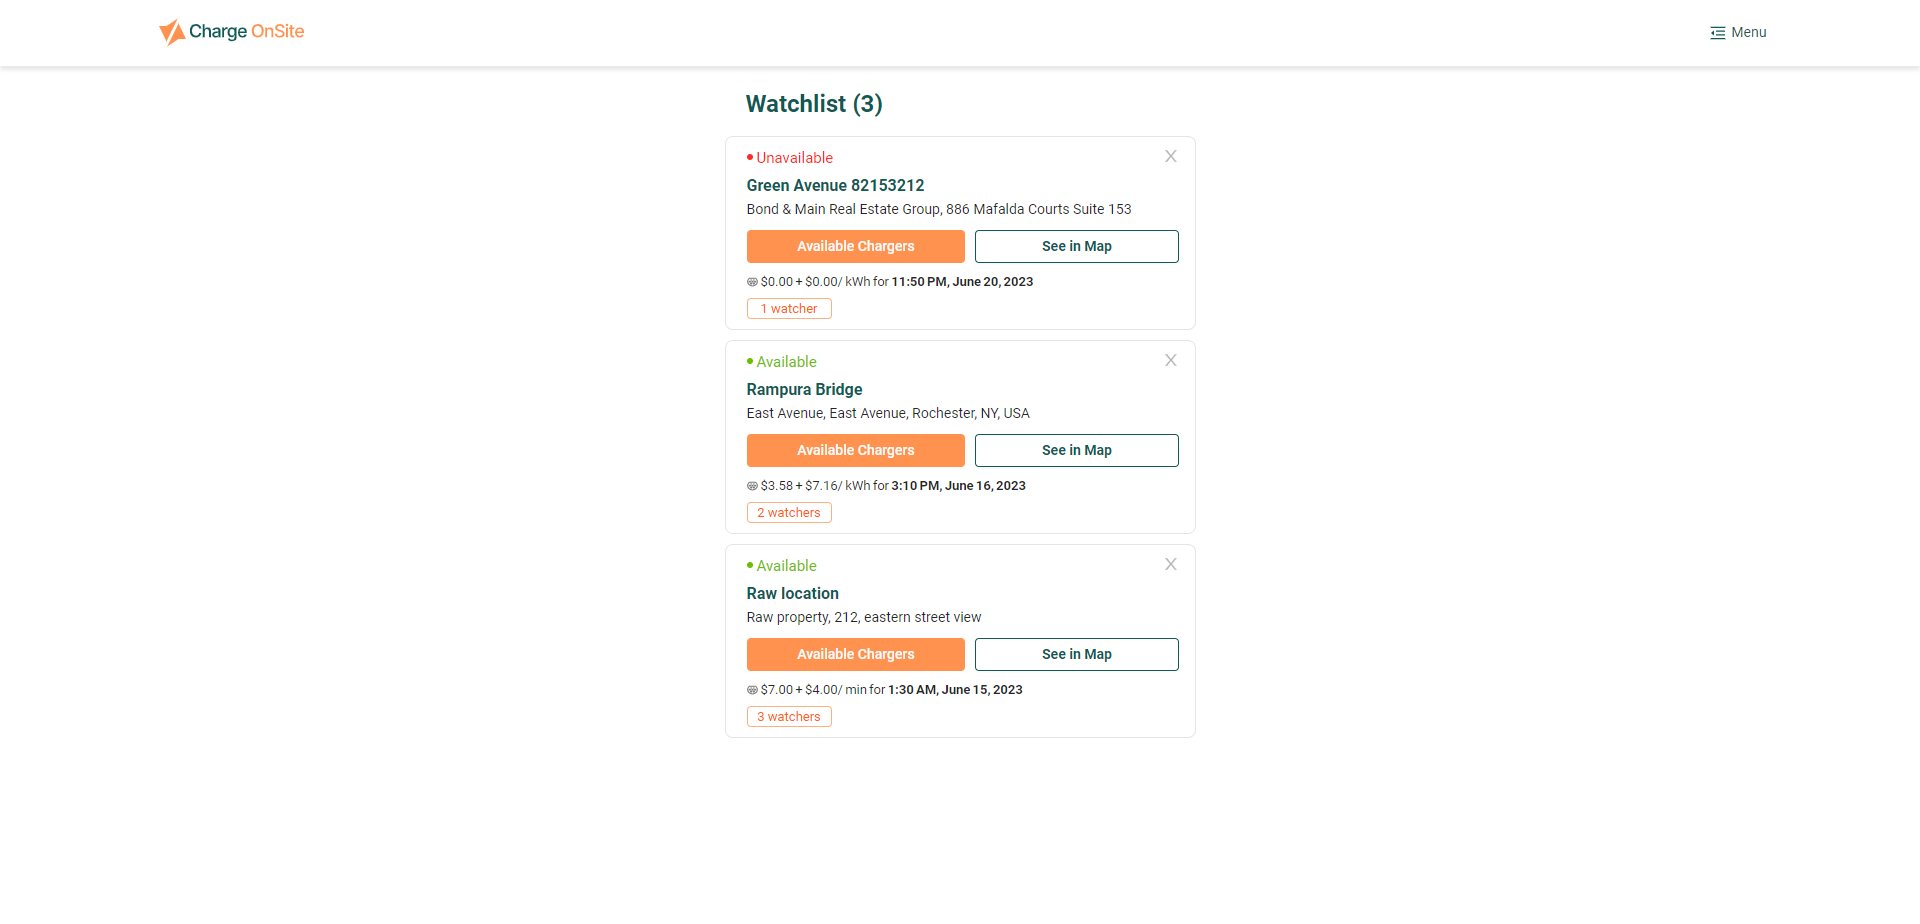 Charge OnSite
Menu
Watchlist (3)
Unavailable
X
Green Avenue 82153212
Bond & Main Real Estate Group, 886 Mafalda Courts Suite 153
Available Chargers
See in Map
$0.00 + $0.00/ kWh for 11:50 PM, June 20, 2023
1 watcher
Available
X
Rampura Bridge
East Avenue, East Avenue, Rochester, NY, USA
Available Chargers
See in Map
$3.58 + $7.16/ kWh for 3:10 PM, June 16, 2023
2 watchers
Available
X
Raw location
Raw property, 212, eastern street view
Available Chargers
See in Map
$7.00 + $4.00/ min for 1:30 AM, June 15, 2023
3 watchers